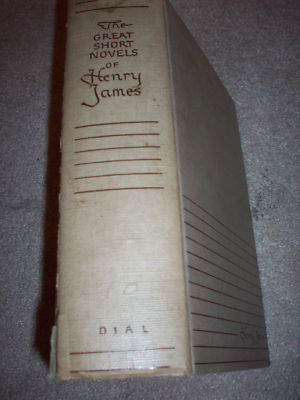 The
GREAT
SHORT
NOVELS
OF
Henry
James
DIAL